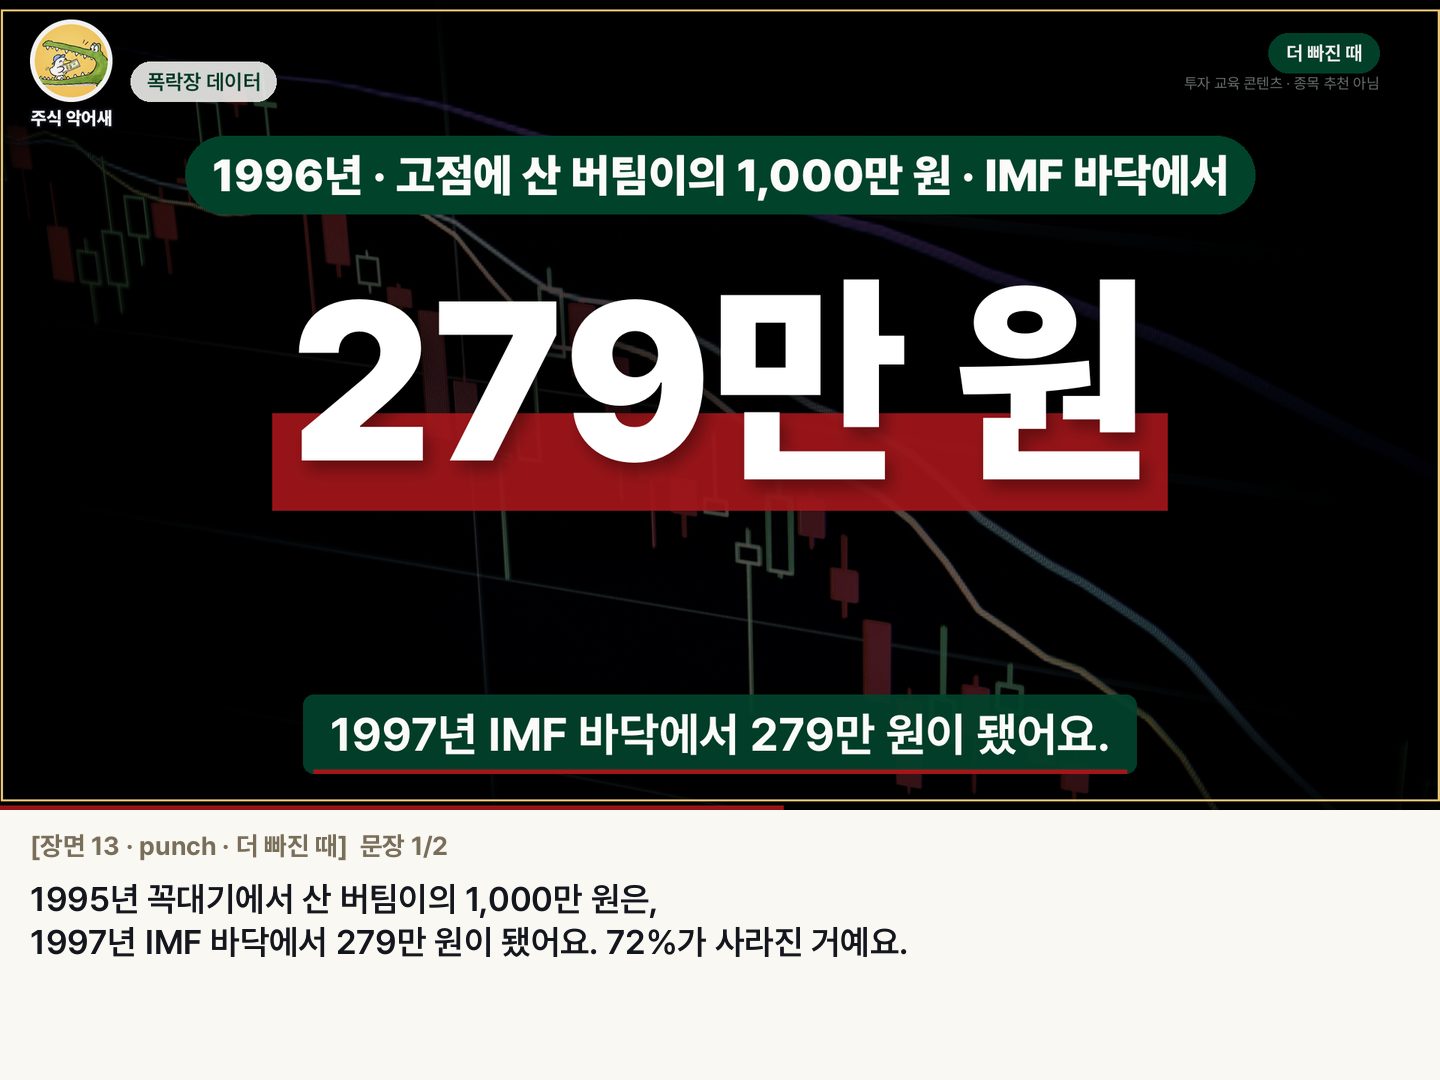 폭락장 데이터
주식 악어새
더 빠진 때
투자 교육 콘텐츠 · 종목 추천 아님
1996년 · 고점에 산 버팀이의 1,000만 원 · IMF 바닥에서
279만 원
1997년 IMF 바닥에서 279만 원이 됐어요.
[장면 13 · punch · 더 빠진 때] 문장 1/2
1995년 꼭대기에서 산 버팀이의 1,000만 원은,
1997년 IMF 바닥에서 279만 원이 됐어요. 72%가 사라진 거예요.